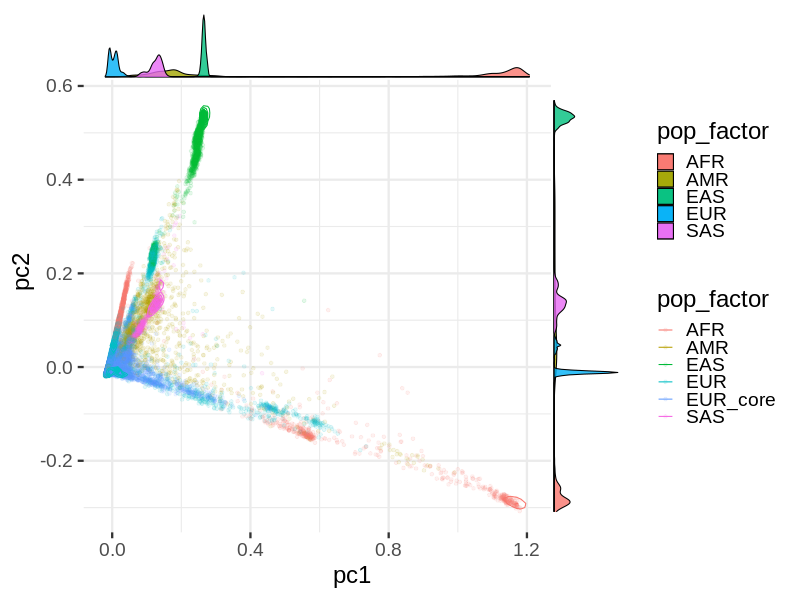 0.6
0.4
0.2
0.0
-0.2
pc2
0.0
0.4
0.8
1.2
pc1
pop_factor
AFR
AMR
EAS
EUR
SAS
pop_factor
AFR
AMR
EAS
EUR
EUR_core
SAS